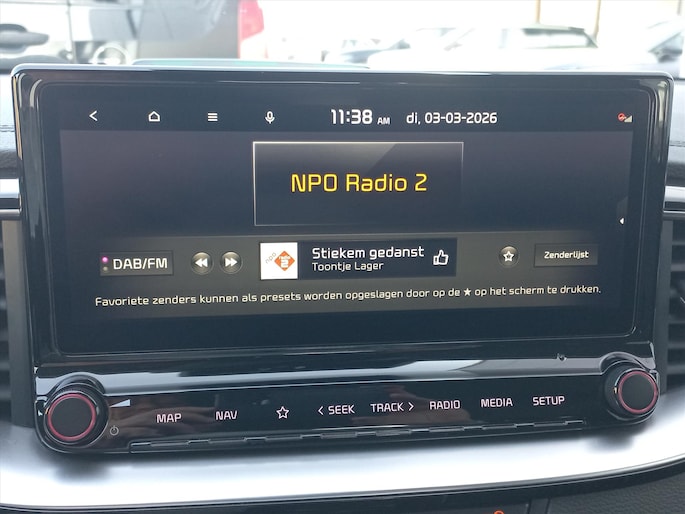 11:38 AM di, 03-03-2026
NPO Radio 2
DAB/FM
Stiekem gedanst
Toontje Lager
Zenderlijst
Favoriete zenders kunnen als presets worden opgeslagen door op de ★ op het scherm te drukken.
MAP NAV ☆ < SEEK TRACK > RADIO MEDIA SETUP